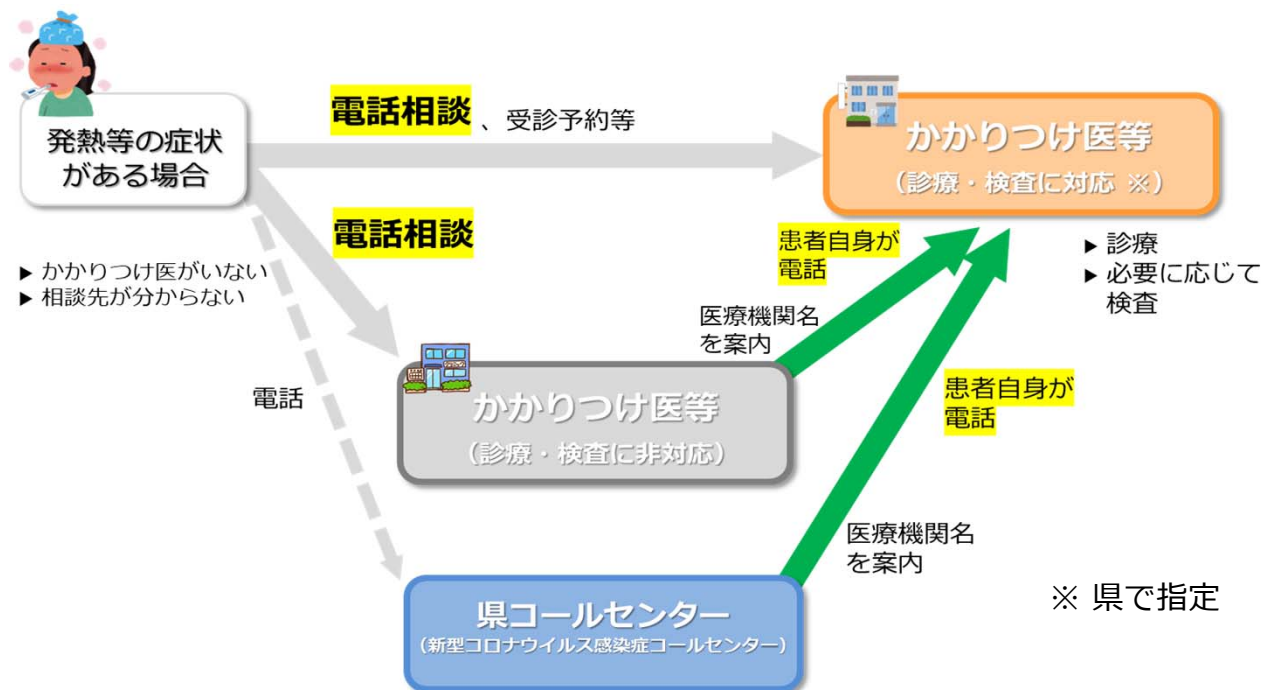 発熱等の症状
がある場合
電話相談 、受診予約等
かかりつけ医等
(診療・検査に対応 ※)
▶ 診療
▶ 必要に応じて
検査
▶ かかりつけ医がいない
▶ 相談先が分からない
電話相談
患者自身が
電話
医療機関名
を案内
かかりつけ医等
(診療・検査に非対応)
電話
患者自身が
電話
医療機関名
を案内
県コールセンター
(新型コロナウイルス感染症コールセンター)
※ 県で指定